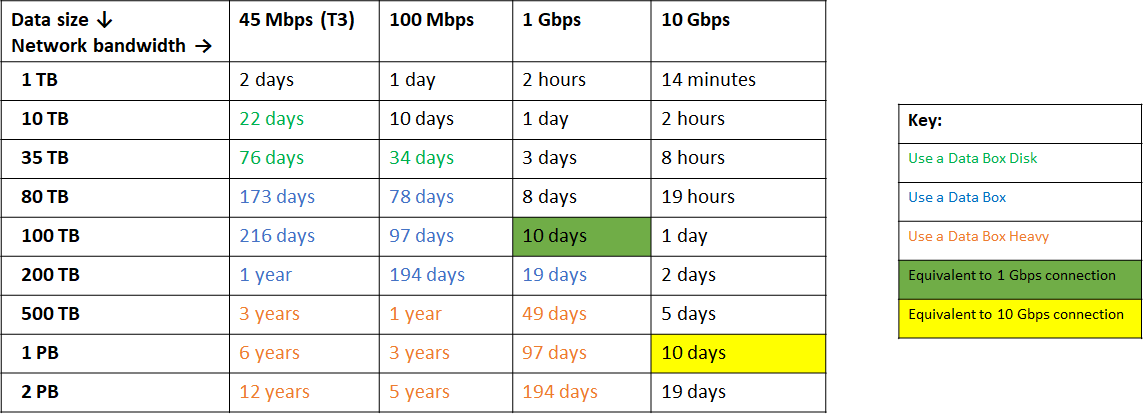 Data size ↓ 45 Mbps (T3) 100 Mbps 1 Gbps 10 Gbps
Network bandwidth →
1 TB 2 days 1 day 2 hours 14 minutes
10 TB 22 days 10 days 1 day 2 hours
35 TB 76 days 34 days 3 days 8 hours
80 TB 173 days 78 days 8 days 19 hours
100 TB 216 days 97 days 10 days 1 day
200 TB 1 year 194 days 19 days 2 days
500 TB 3 years 1 year 49 days 5 days
1 PB 6 years 3 years 97 days 10 days
2 PB 12 years 5 years 194 days 19 days
Key:
Use a Data Box Disk
Use a Data Box
Use a Data Box Heavy
Equivalent to 1 Gbps connection
Equivalent to 10 Gbps connection